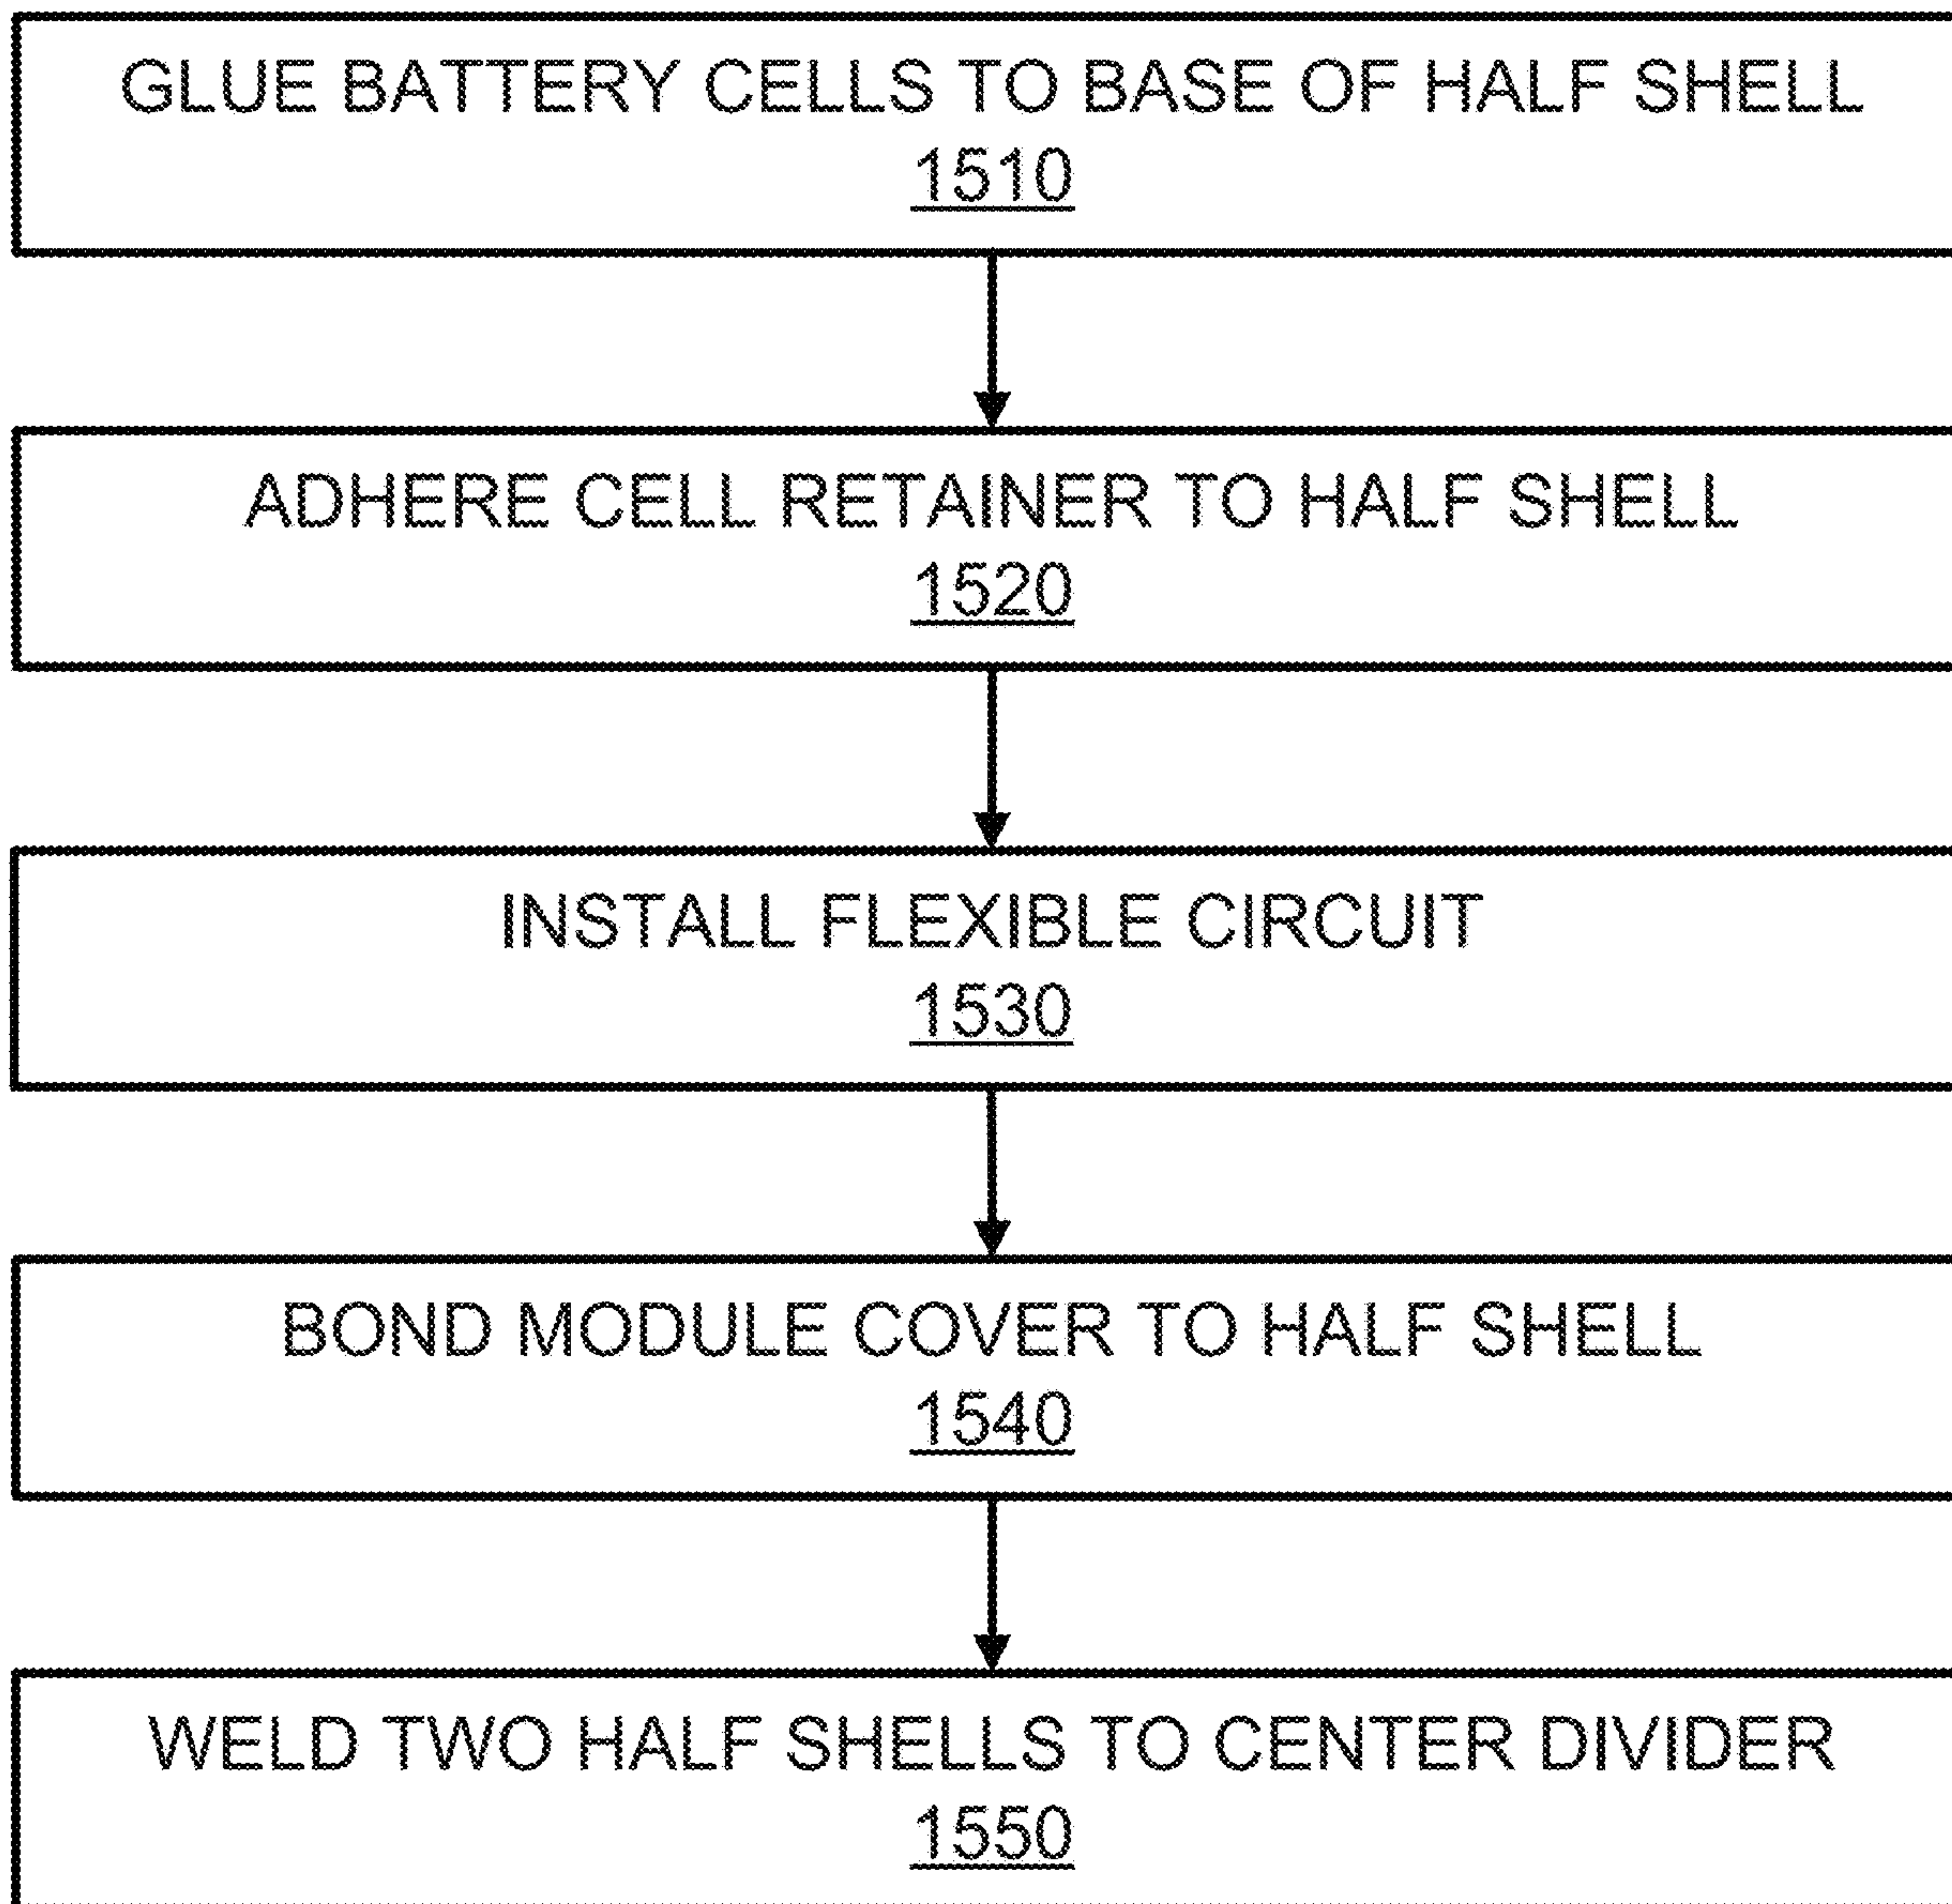 GLUE BATTERY CELLS TO BASE OF HALF SHELL
1510
ADHERE CELL RETAINER TO HALF SHELL
1520
INSTALL FLEXIBLE CIRCUIT
1530
BOND MODULE COVER TO HALF SHELL
1540
WELD TWO HALF SHELLS TO CENTER DIVIDER
1550